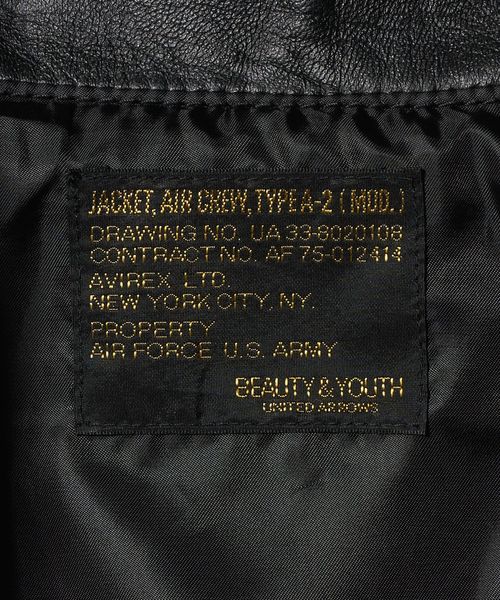 JACKET, AIR CREW, TYPE A-2 (MOD.)
DRAWING NO. UA 33-8020108
CONTRACT NO. AF 75-012414
AVIREX LTD.
NEW YORK CITY, NY.
PROPERTY
AIR FORCE U.S. ARMY
BEAUTY & YOUTH
UNITED ARROWS